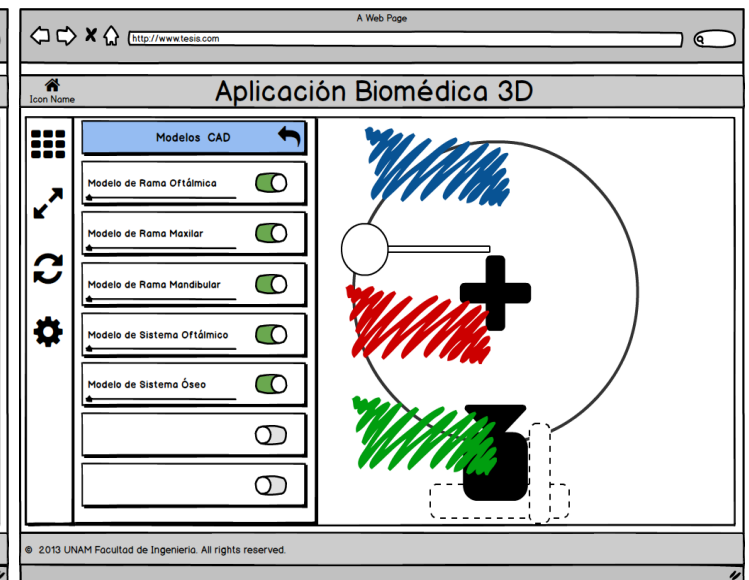 A Web Page
http://www.tesis.com
Icon Name
Aplicación Biomédica 3D
Modelos CAD
Modelo de Rama Oftálmica
Modelo de Rama Maxilar
Modelo de Rama Mandibular
Modelo de Sistema Oftálmico
Modelo de Sistema Óseo
© 2013 UNAM Facultad de Ingeniería. All rights reserved.